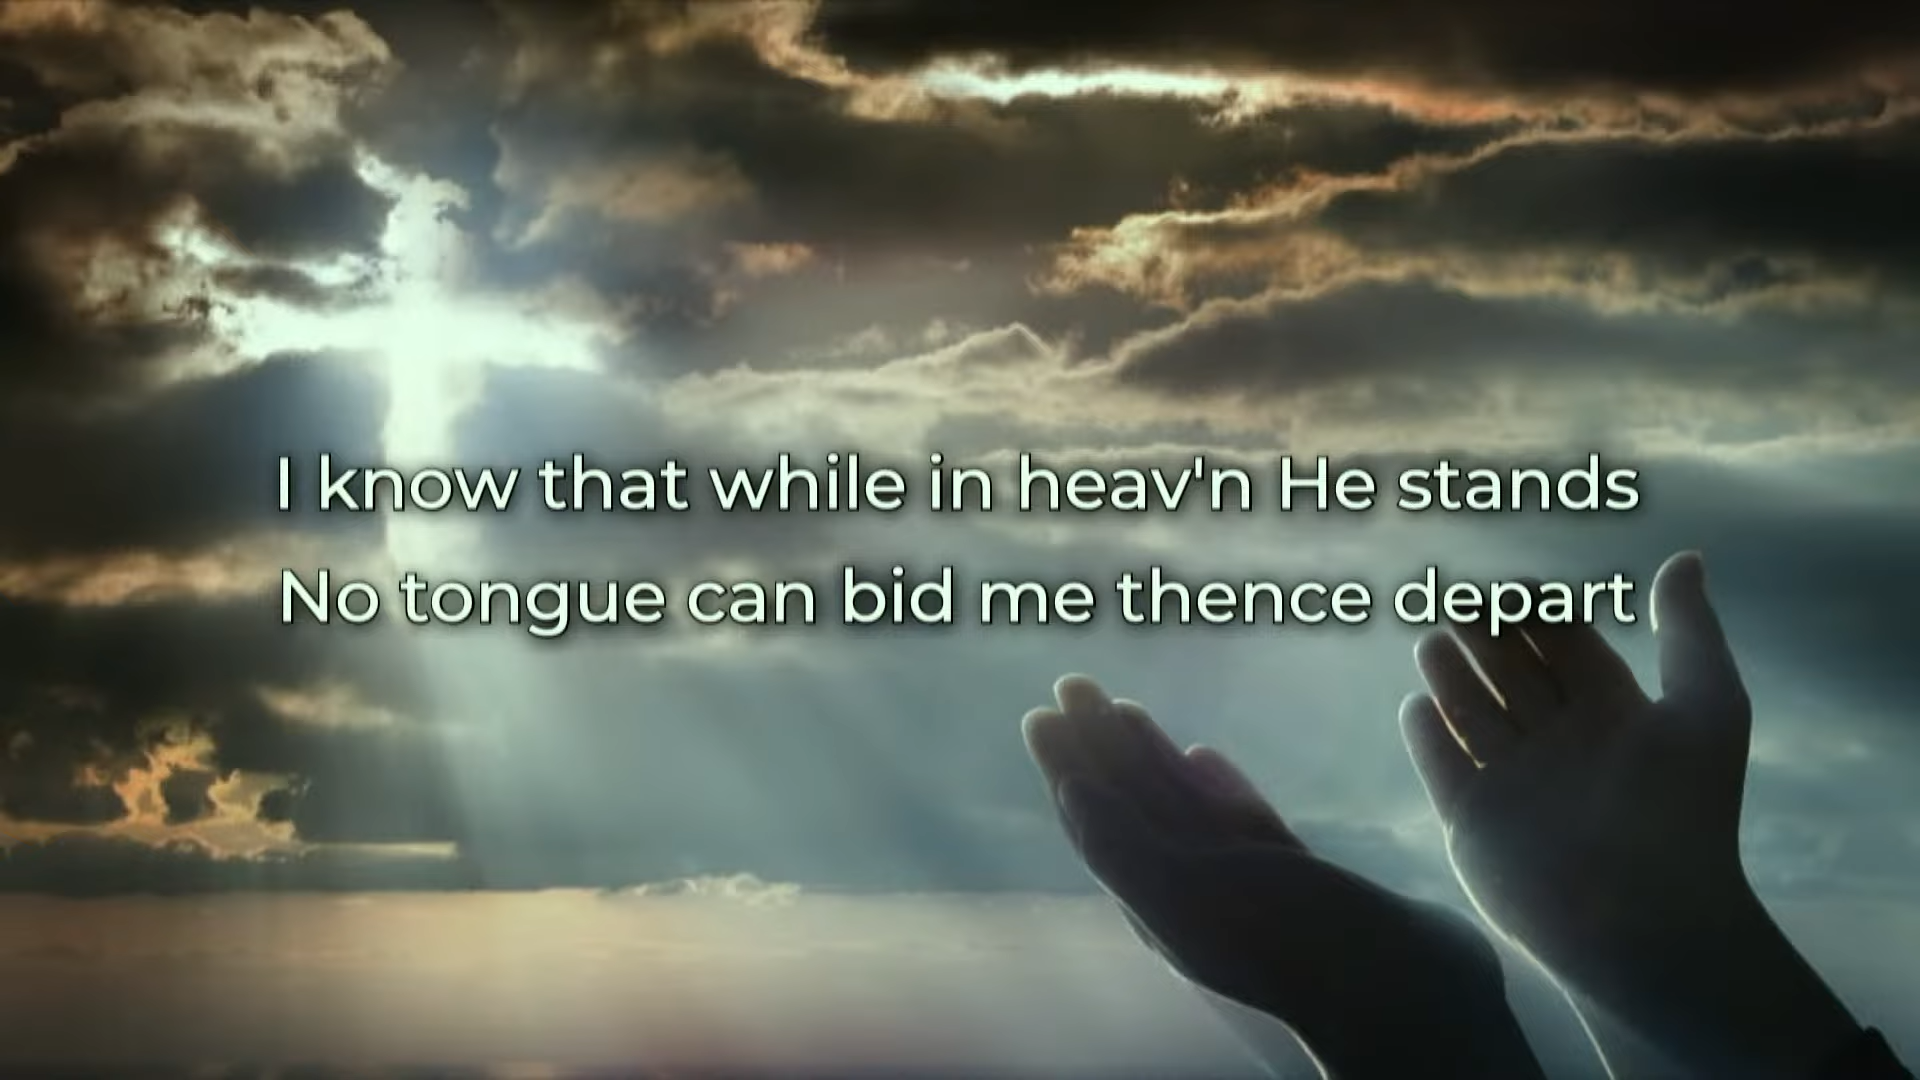 I know that while in heav'n He stands
No tongue can bid me thence depart